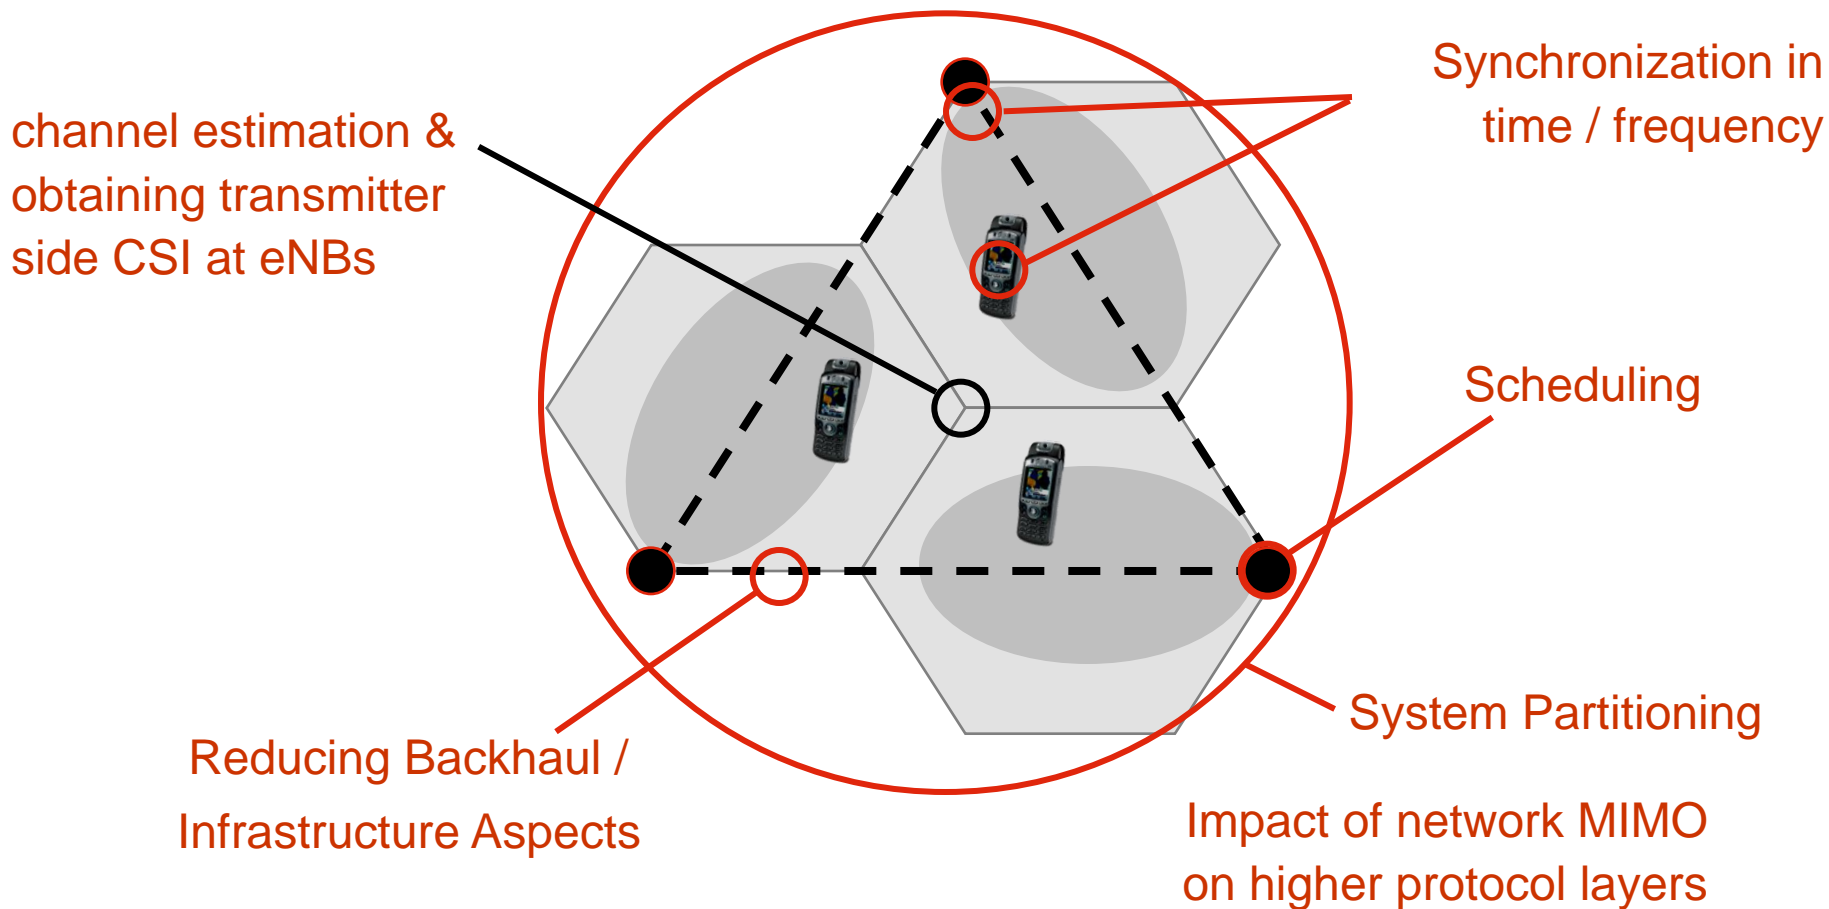 Synchronization in
time / frequency
channel estimation &
obtaining transmitter
side CSI at eNBs
Scheduling
System Partitioning
Reducing Backhaul /
Infrastructure Aspects
Impact of network MIMO
on higher protocol layers